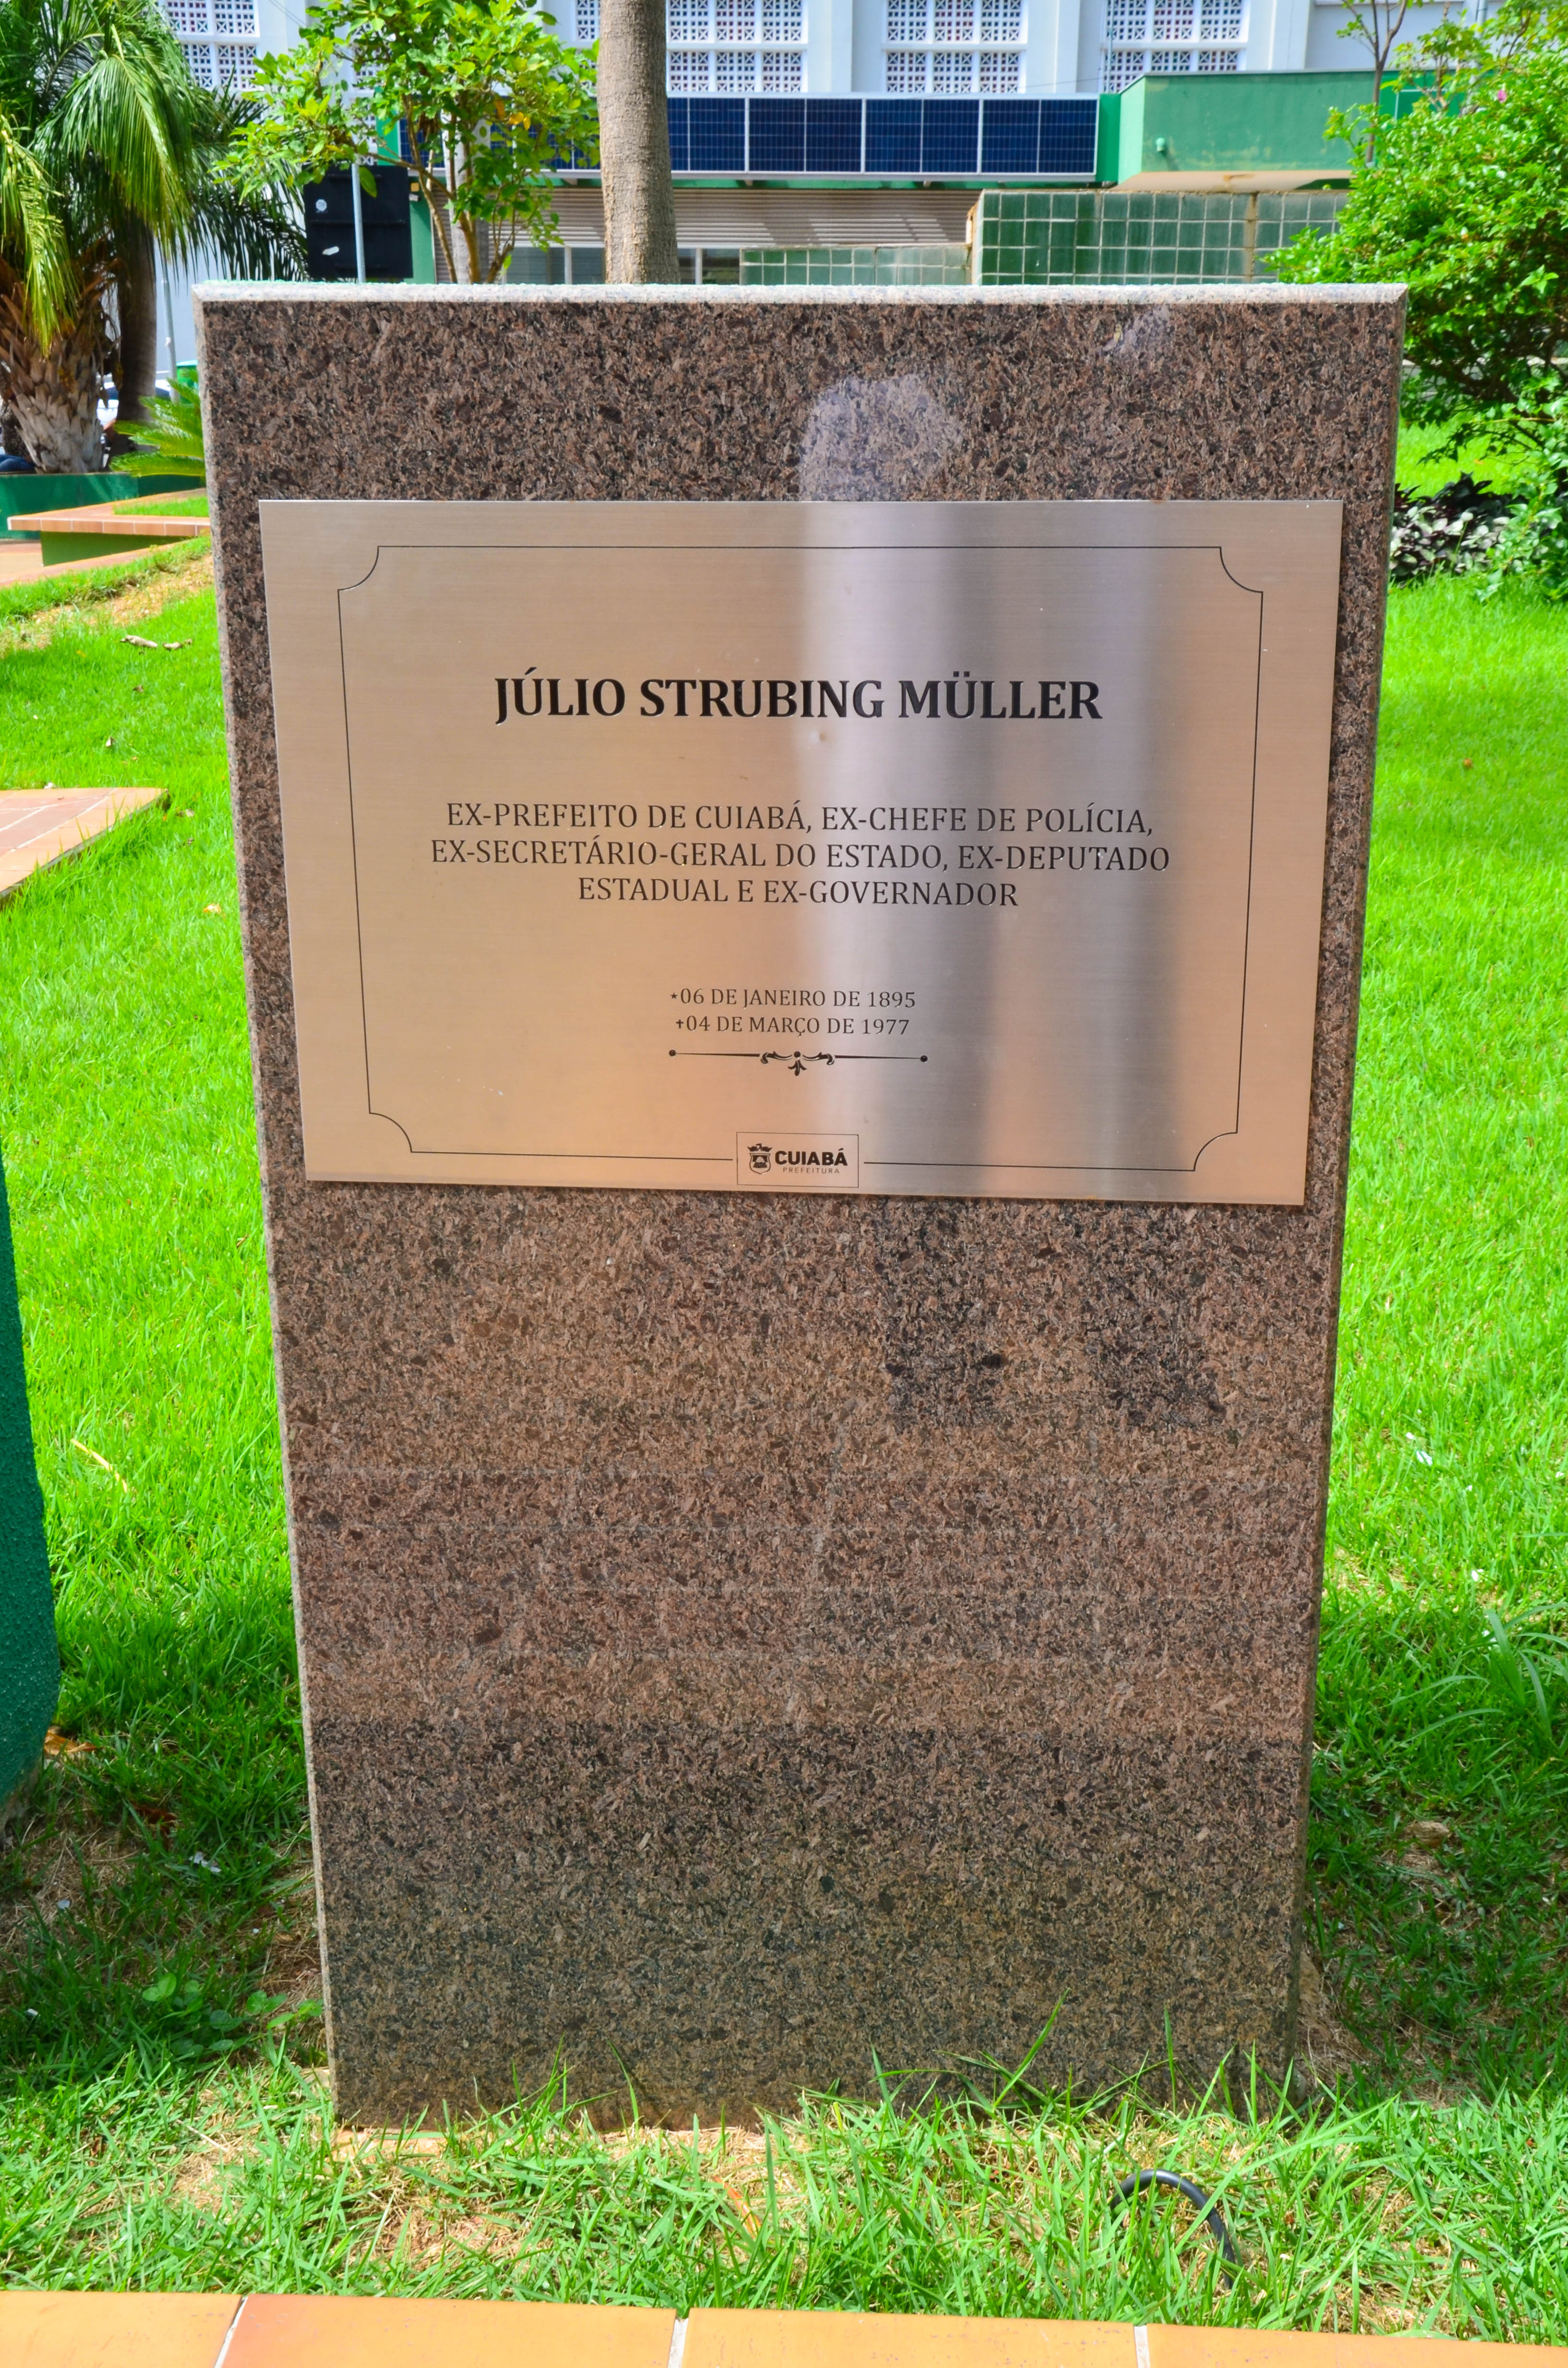 JÚLIO STRUBING MÜLLER
EX-PREFEITO DE CUIABÁ, EX-CHEFE DE POLÍCIA,
EX-SECRETÁRIO-GERAL DO ESTADO, EX-DEPUTADO
ESTADUAL E EX-GOVERNADOR
⋆06 DE JANEIRO DE 1895
✝04 DE MARÇO DE 1977
CUIABÁ
PREFEITURA